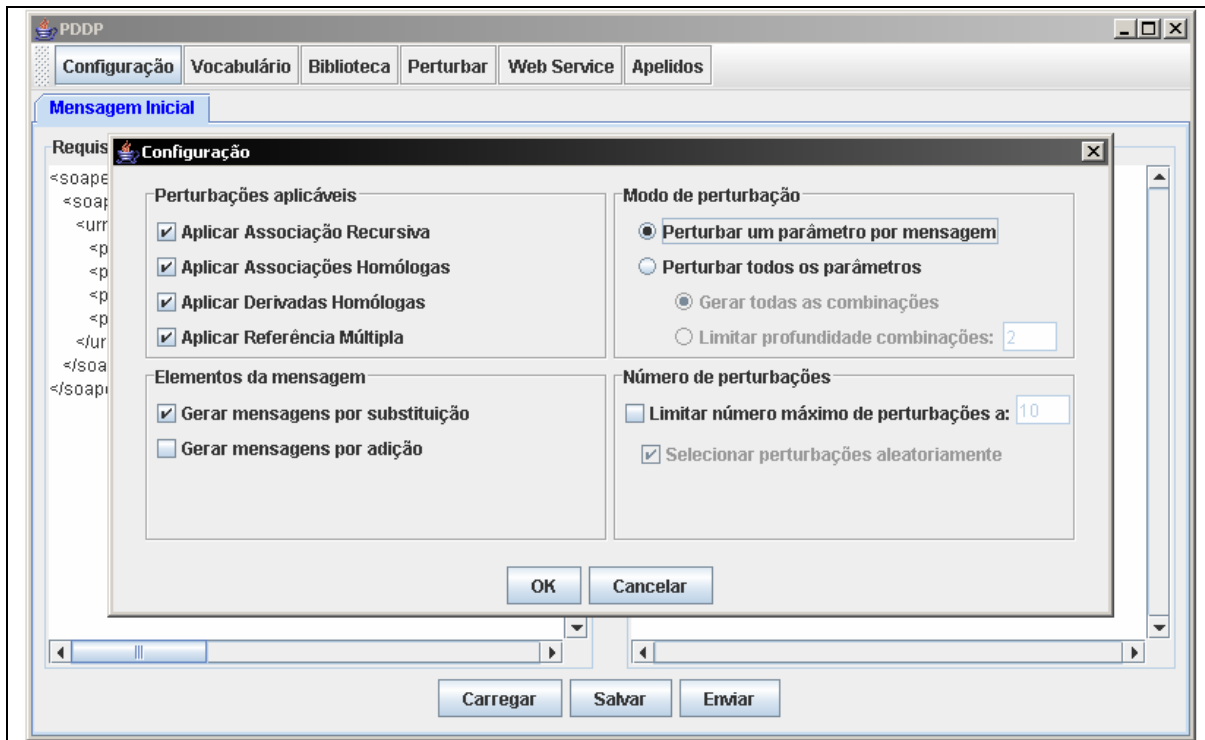 PDDP
Configuração Vocabulário Biblioteca Perturbar Web Service Apelidos
Mensagem Inicial
Requis
<soape
<soap
<urr
<p
<p
<p
<p
</ur
</soa
</soap
Configuração
Perturbações aplicáveis
Aplicar Associação Recursiva
Aplicar Associações Homólogas
Aplicar Derivadas Homólogas
Aplicar Referência Múltipla
Modo de perturbação
Perturbar um parâmetro por mensagem
Perturbar todos os parâmetros
Gerar todas as combinações
Limitar profundidade combinações: 2
Elementos da mensagem
Gerar mensagens por substituição
Gerar mensagens por adição
Número de perturbações
Limitar número máximo de perturbações a: 10
Selecionar perturbações aleatoriamente
OK Cancelar
Carregar Salvar Enviar